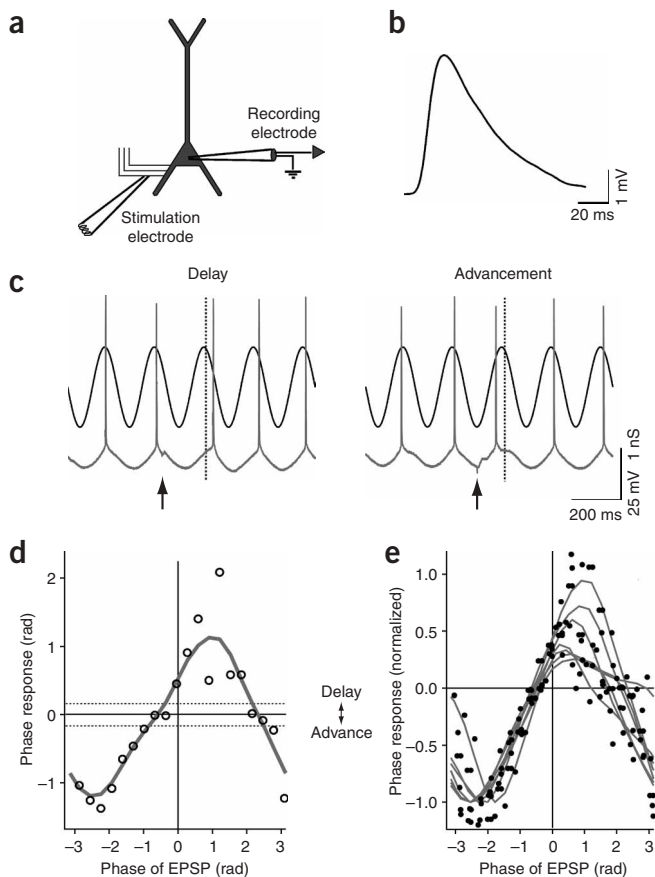 a
b
Recording
electrode
Stimulation
electrode
1 mV
20 ms
c
Delay
Advancement
25 mV 1 nS
200 ms
d
e
Phase response (rad)
2
1
0
–1
–3 –2 –1 0 1 2 3
Phase of EPSP (rad)
Delay
Advance
Phase response (normalized)
1.0
0.5
0.0
–0.5
–1.0
–3 –2 –1 0 1 2 3
Phase of EPSP (rad)